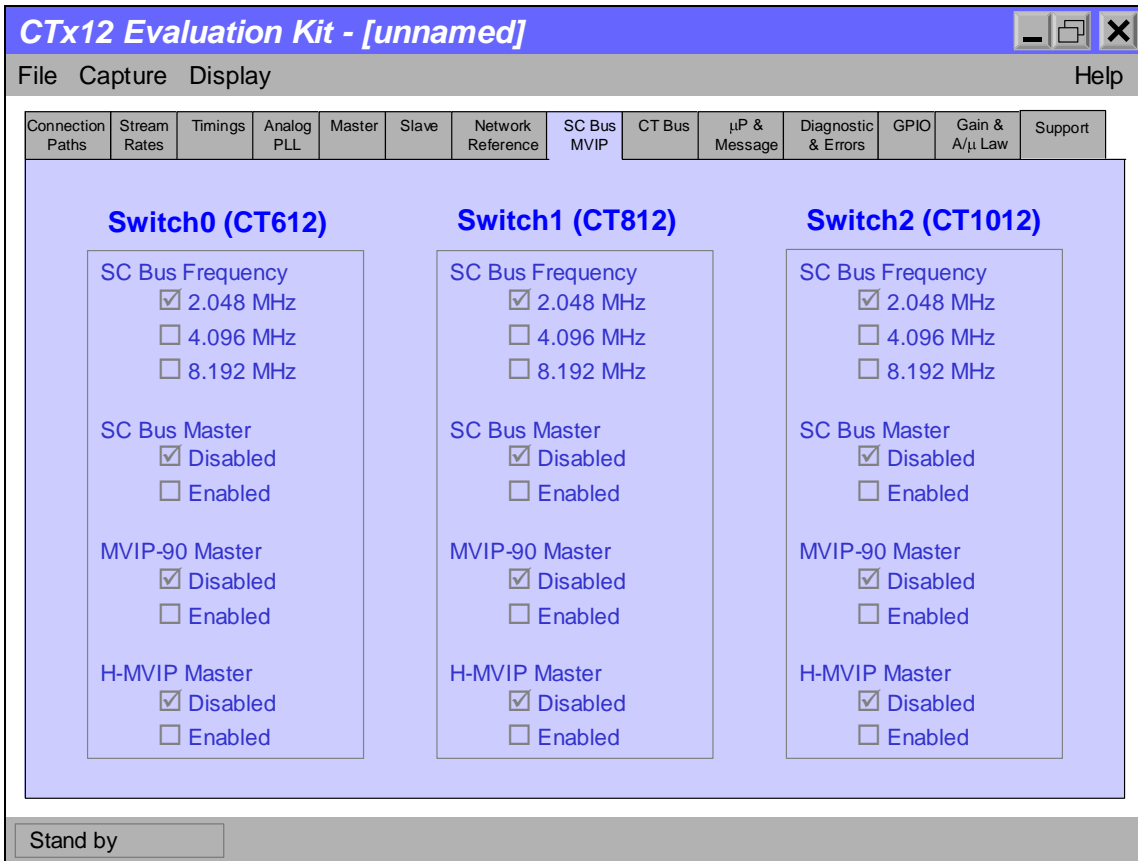 CTx12 Evaluation Kit - [unnamed]
File Capture Display Help
Connection Paths
Stream Rates
Timings
Analog PLL
Master
Slave
Network Reference
SC Bus MVIP
CT Bus
µP & Message
Diagnostic & Errors
GPIO
Gain & A/µ Law
Support
Switch0 (CT612)
SC Bus Frequency
2.048 MHz
4.096 MHz
8.192 MHz
SC Bus Master
Disabled
Enabled
MVIP-90 Master
Disabled
Enabled
H-MVIP Master
Disabled
Enabled
Switch1 (CT812)
SC Bus Frequency
2.048 MHz
4.096 MHz
8.192 MHz
SC Bus Master
Disabled
Enabled
MVIP-90 Master
Disabled
Enabled
H-MVIP Master
Disabled
Enabled
Switch2 (CT1012)
SC Bus Frequency
2.048 MHz
4.096 MHz
8.192 MHz
SC Bus Master
Disabled
Enabled
MVIP-90 Master
Disabled
Enabled
H-MVIP Master
Disabled
Enabled
Stand by